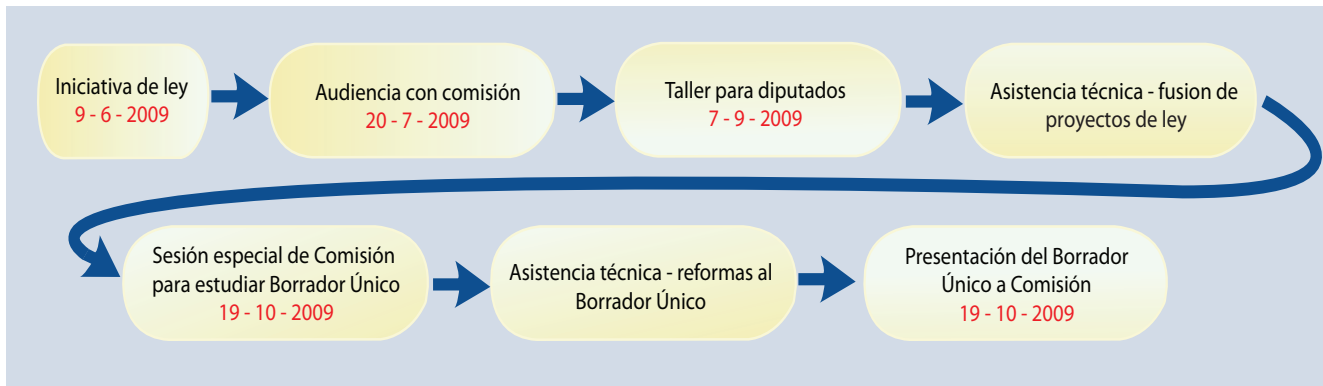 Iniciativa de ley
9 - 6 - 2009
Audiencia con comisión
20 - 7 - 2009
Taller para diputados
7 - 9 - 2009
Asistencia técnica - fusion de
proyectos de ley
Sesión especial de Comisión
para estudiar Borrador Único
19 - 10 - 2009
Asistencia técnica - reformas al
Borrador Único
Presentación del Borrador
Único a Comisión
19 - 10 - 2009